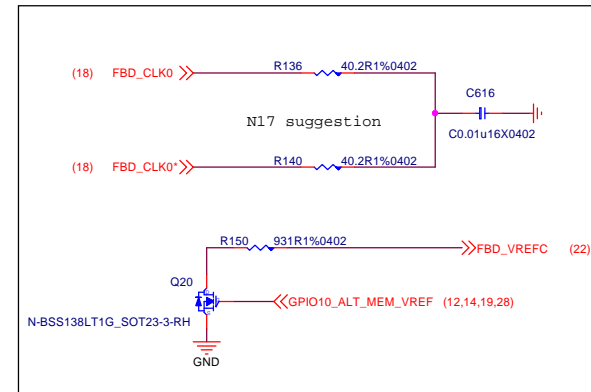 R136 40.2R1%0402
(18) FBD_CLK0
C616
N17 suggestion
C0.01u16X0402
R140 40.2R1%0402
(18) FBD_CLK0*
R150 931R1%0402
FBD_VREFC (22)
Q20
GPIO10_ALT_MEM_VREF (12,14,19,28)
N-BSS138LT1G_SOT23-3-RH
GND